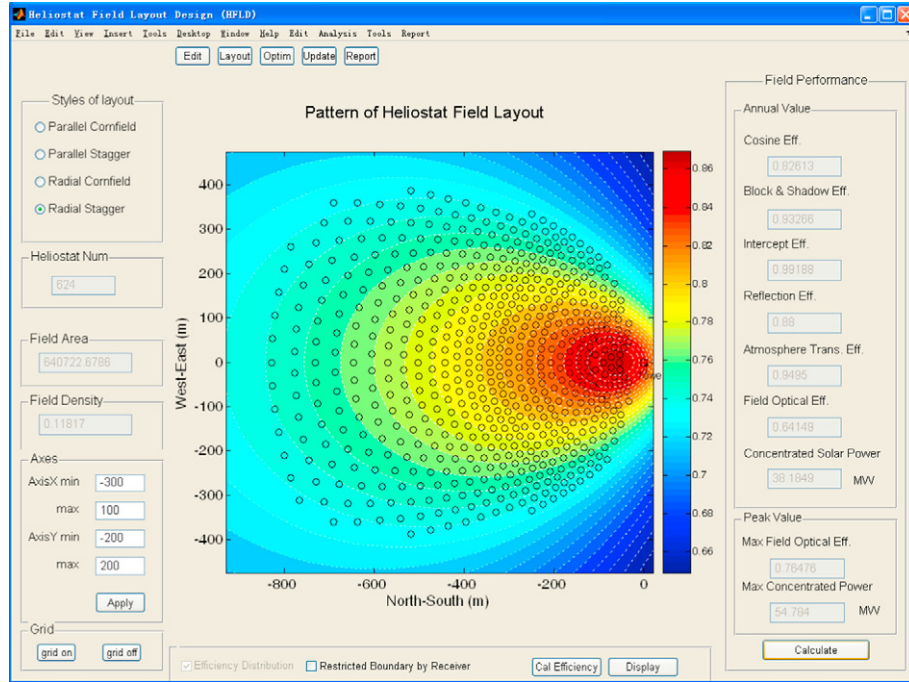 Heliostat Field Layout Design (HFLD)
File Edit View Insert Tools Desktop Window Help Edit Analysis Tools Report
Edit Layout Optim Update Report
Styles of layout
Parallel Cornfield
Parallel Stagger
Radial Cornfield
Radial Stagger
Heliostat Num
624
Field Area
640722.6786
Field Density
0.11817
Axes
AxisX min -300
max 100
AxisY min -200
max 200
Apply
Grid
grid on grid off
Pattern of Heliostat Field Layout
West-East (m)
400
300
200
100
0
-100
-200
-300
-400
-800 -600 -400 -200 0
North-South (m)
0.86
0.84
0.82
0.8
0.78
0.76
0.74
0.72
0.7
0.68
0.66
Efficiency Distribution Restricted Boundary by Receiver Cal Efficiency Display
Field Performance
Annual Value
Cosine Eff.
0.82613
Block & Shadow Eff.
0.93266
Intercept Eff.
0.99188
Reflection Eff.
0.88
Atmosphere Trans. Eff.
0.9495
Field Optical Eff.
0.64149
Concentrated Solar Power
38.1849 MW
Peak Value
Max Field Optical Eff.
0.76476
Max Concentrated Power
54.784 MW
Calculate